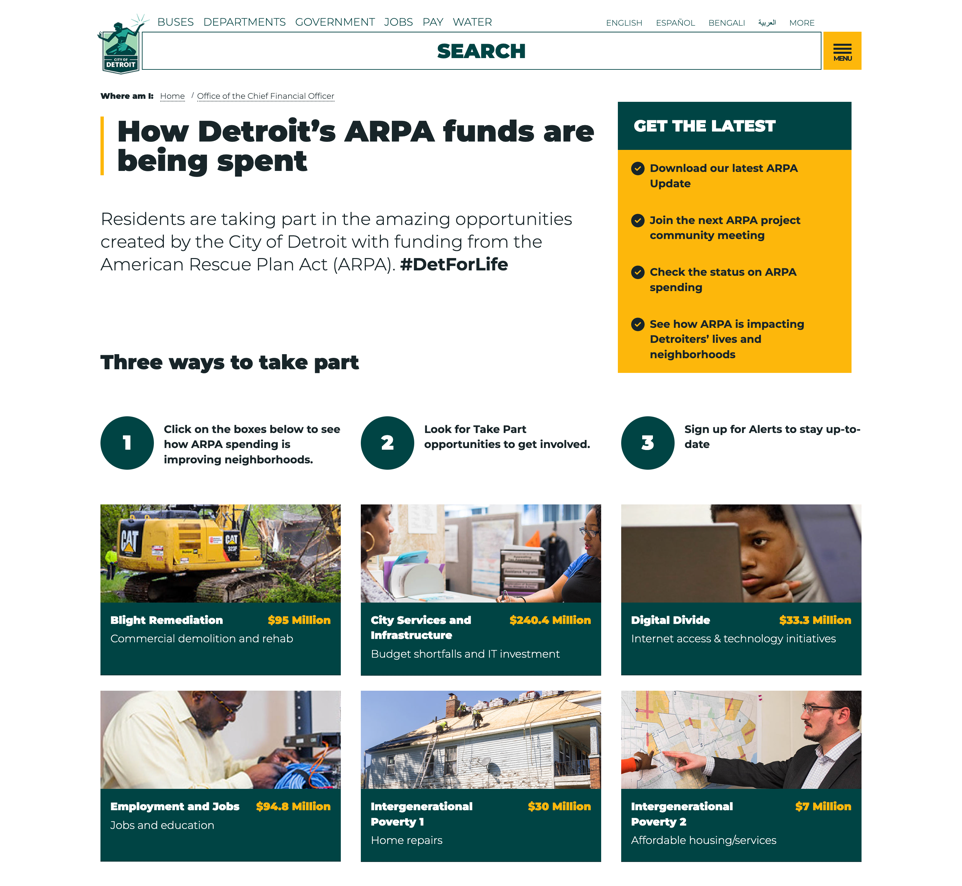 BUSES DEPARTMENTS GOVERNMENT JOBS PAY WATER
ENGLISH ESPAÑOL BENGALI العربية MORE
CITY OF
DETROIT
SEARCH
MENU
Where am I: Home / Office of the Chief Financial Officer
How Detroit's ARPA funds are
being spent
Residents are taking part in the amazing opportunities
created by the City of Detroit with funding from the
American Rescue Plan Act (ARPA). #DetForLife
GET THE LATEST
Download our latest ARPA
Update
Join the next ARPA project
community meeting
Check the status on ARPA
spending
See how ARPA is impacting
Detroiters' lives and
neighborhoods
Three ways to take part
1
Click on the boxes below to see
how ARPA spending is
improving neighborhoods.
2
Look for Take Part
opportunities to get involved.
3
Sign up for Alerts to stay up-to-
date
CAT
CAT
Blight Remediation $95 Million
Commercial demolition and rehab
City Services and
Infrastructure
$240.4 Million
Budget shortfalls and IT investment
Digital Divide $33.3 Million
Internet access & technology initiatives
Employment and Jobs $94.8 Million
Jobs and education
Intergenerational
Poverty 1
$30 Million
Home repairs
Intergenerational
Poverty 2
$7 Million
Affordable housing/services